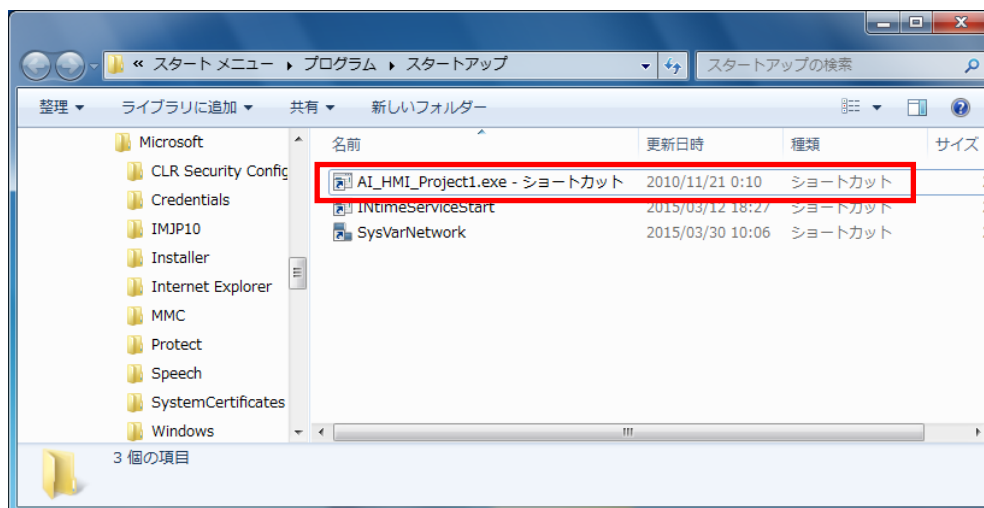 « スタート メニュー ▸ プログラム ▸ スタートアップ
スタートアップの検索
整理 ライブラリに追加 共有 新しいフォルダー
名前 更新日時 種類 サイズ
Microsoft
CLR Security Config
Credentials
IMJP10
Installer
Internet Explorer
MMC
Protect
Speech
SystemCertificates
Windows
AI_HMI_Project1.exe - ショートカット 2010/11/21 0:10 ショートカット
INtimeServiceStart 2015/03/12 18:27 ショートカット
SysVarNetwork 2015/03/30 10:06 ショートカット
3 個の項目